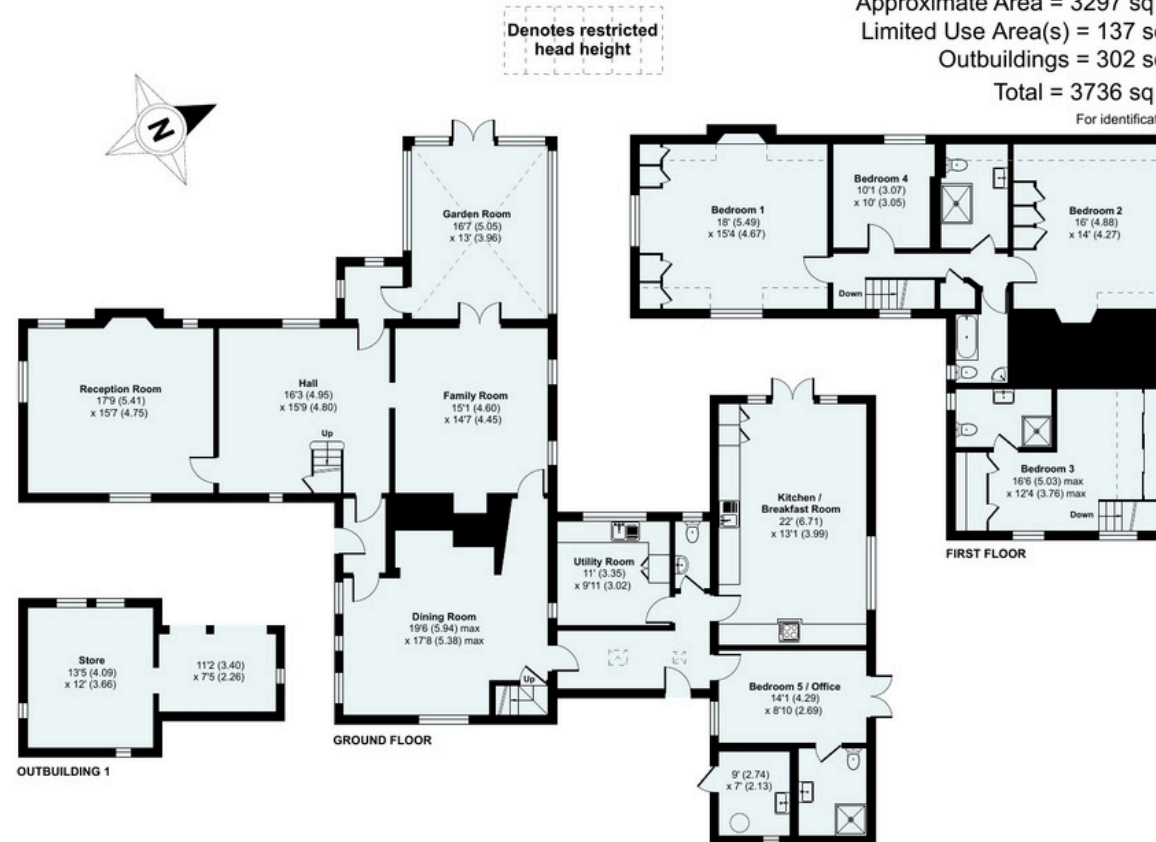 Approximate Area = 3297 sq
Limited Use Area(s) = 137 s
Outbuildings = 302 s
Total = 3736 sq
For identificat
Denotes restricted
head height
N
Garden Room
16'7 (5.05)
x 13' (3.96)
Reception Room
17'9 (5.41)
x 15'7 (4.75)
Hall
16'3 (4.95)
x 15'9 (4.80)
Up
Family Room
15'1 (4.60)
x 14'7 (4.45)
Dining Room
19'6 (5.94) max
x 17'8 (5.38) max
Up
Utility Room
11' (3.35)
x 9'11 (3.02)
Kitchen /
Breakfast Room
22' (6.71)
x 13'1 (3.99)
Bedroom 5 / Office
14'1 (4.29)
x 8'10 (2.69)
9' (2.74)
x 7' (2.13)
GROUND FLOOR
Store
13'5 (4.09)
x 12' (3.66)
11'2 (3.40)
x 7'5 (2.26)
OUTBUILDING 1
Bedroom 1
18' (5.49)
x 15'4 (4.67)
Bedroom 4
10'1 (3.07)
x 10' (3.05)
Down
Bedroom 2
16' (4.88)
x 14' (4.27)
Bedroom 3
16'6 (5.03) max
x 12'4 (3.76) max
Down
FIRST FLOOR